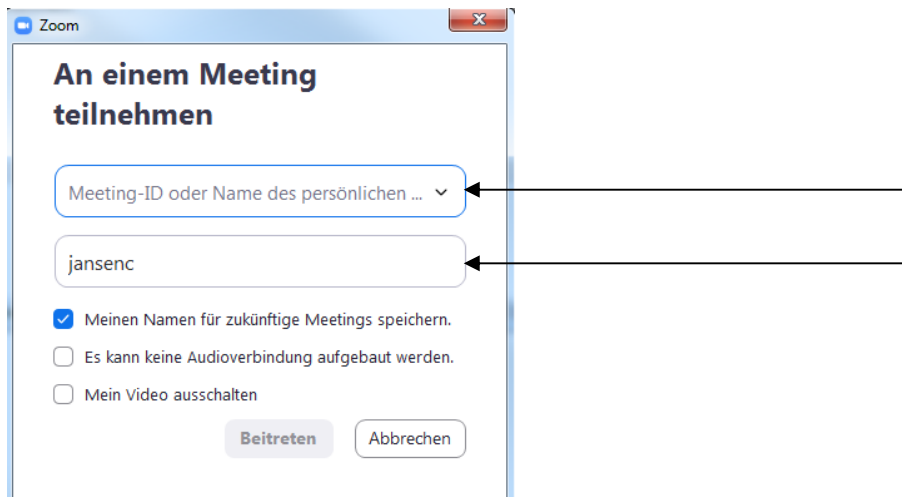 Zoom
An einem Meeting
teilnehmen
Meeting-ID oder Name des persönlichen ...
jansenc
Meinen Namen für zukünftige Meetings speichern.
Es kann keine Audioverbindung aufgebaut werden.
Mein Video ausschalten
Beitreten Abbrechen